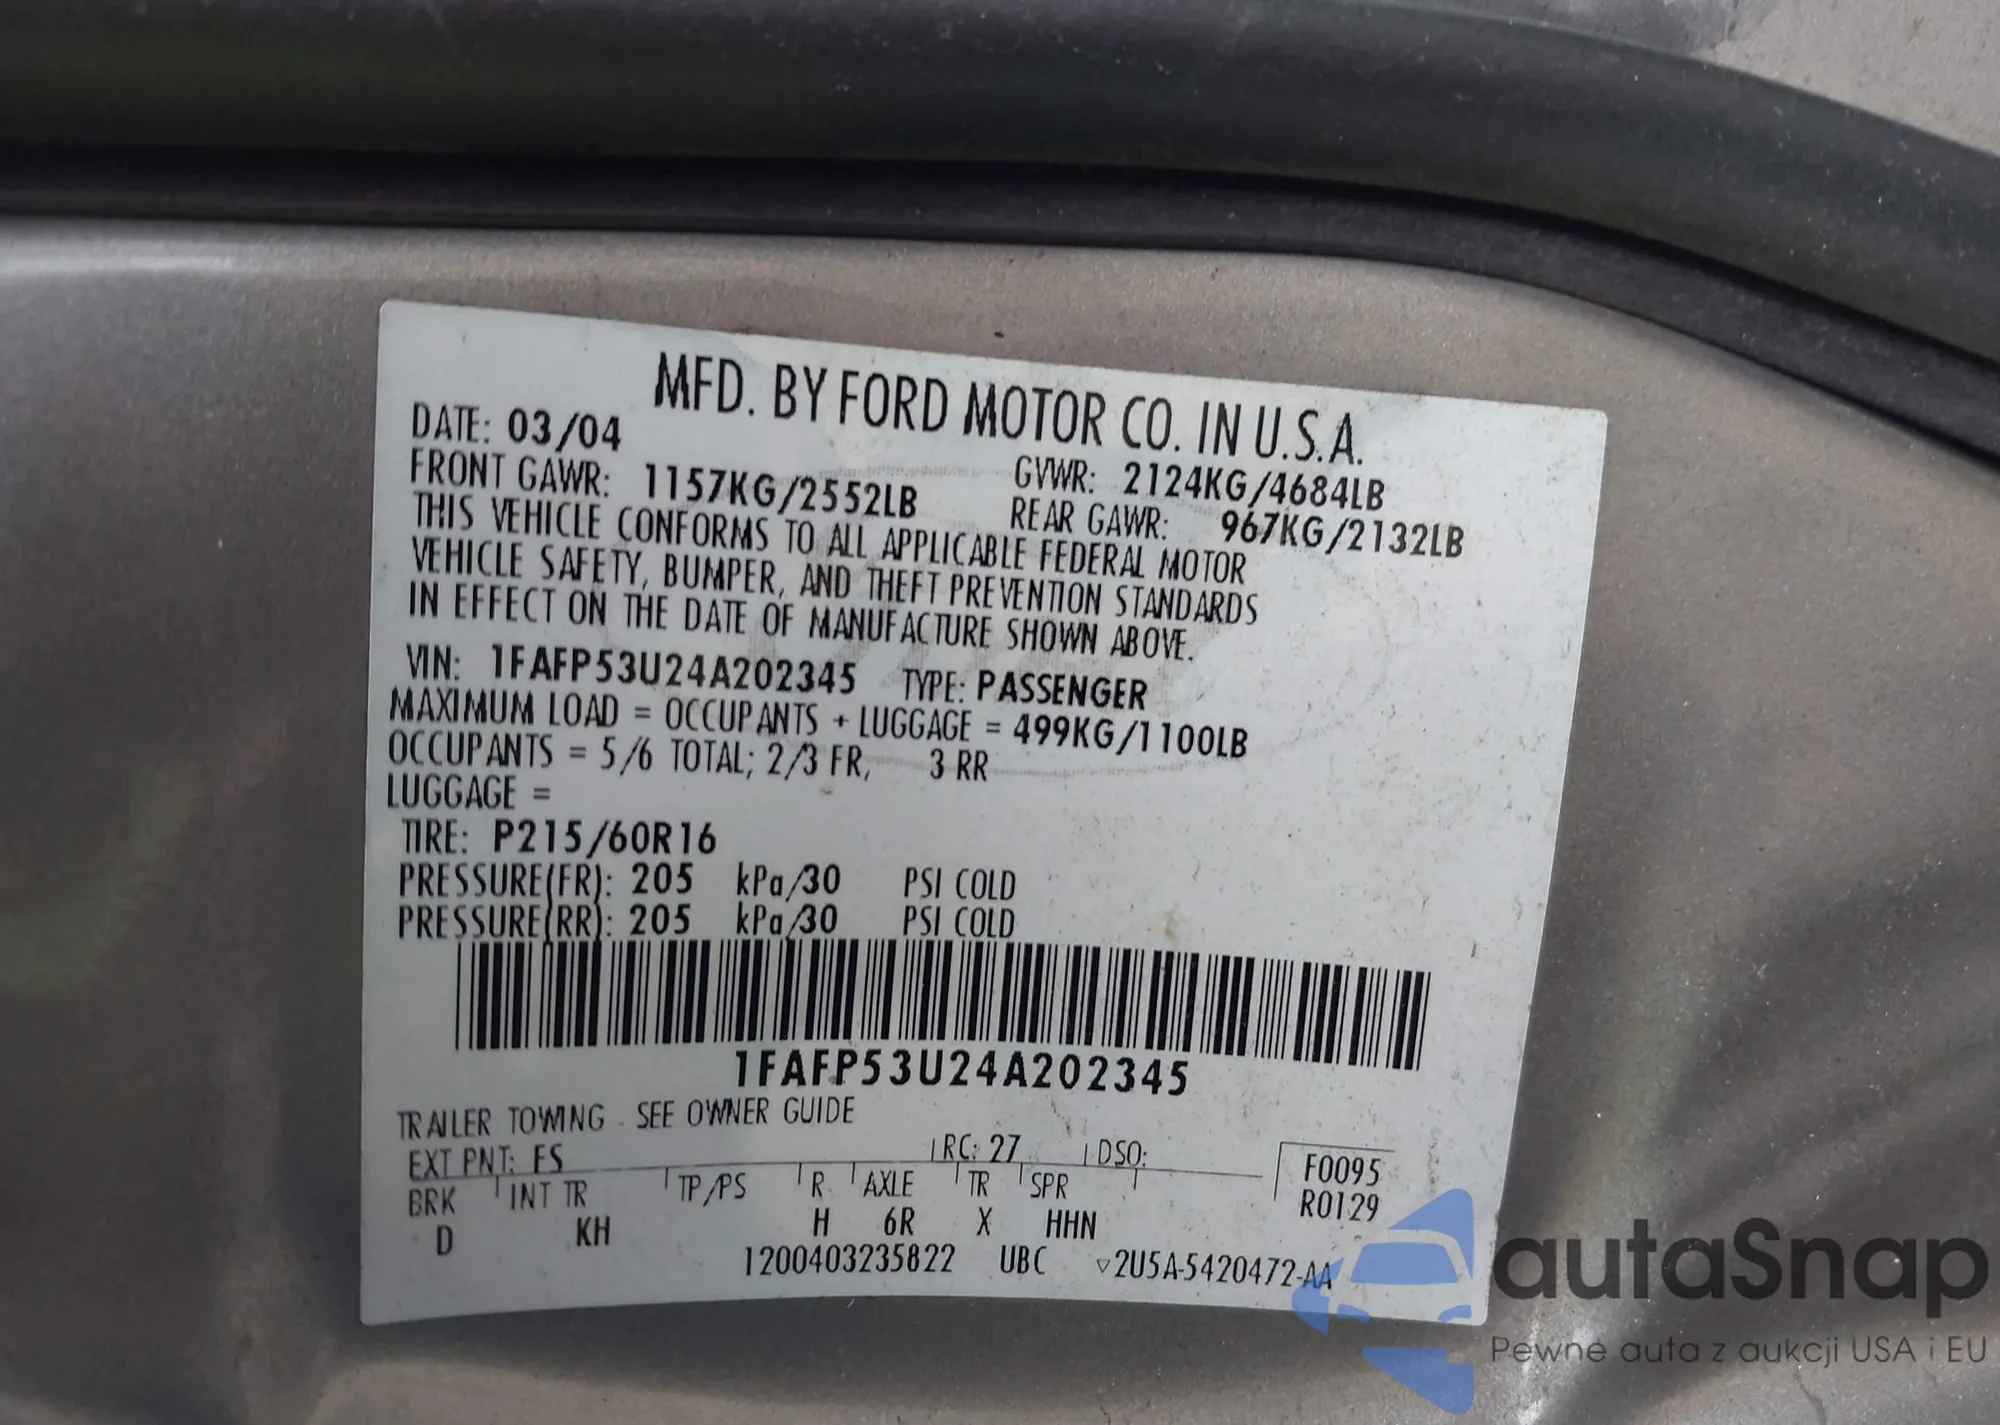 MFD. BY FORD MOTOR CO. IN U.S.A.
DATE: 03/04 GVWR: 2124KG/4684LB
FRONT GAWR: 1157KG/2552LB REAR GAWR: 967KG/2132LB
THIS VEHICLE CONFORMS TO ALL APPLICABLE FEDERAL MOTOR
VEHICLE SAFETY, BUMPER, AND THEFT PREVENTION STANDARDS
IN EFFECT ON THE DATE OF MANUFACTURE SHOWN ABOVE.
VIN: 1FAFP53U24A202345 TYPE: PASSENGER
MAXIMUM LOAD = OCCUPANTS + LUGGAGE = 499KG/1100LB
OCCUPANTS = 5/6 TOTAL; 2/3 FR, 3 RR
LUGGAGE =
TIRE: P215/60R16
PRESSURE(FR): 205 kPa/30 PSI COLD
PRESSURE(RR): 205 kPa/30 PSI COLD
1FAFP53U24A202345
TRAILER TOWING - SEE OWNER GUIDE
EXT PNT: FS RC: 27 DSO: F0095
BRK INT TR TP/PS R AXLE TR SPR R0129
D KH H 6R X HHN
1200403235822 UBC ▽2U5A-5420472-AA
autaSnap
Pewne auta z aukcji USA i EU